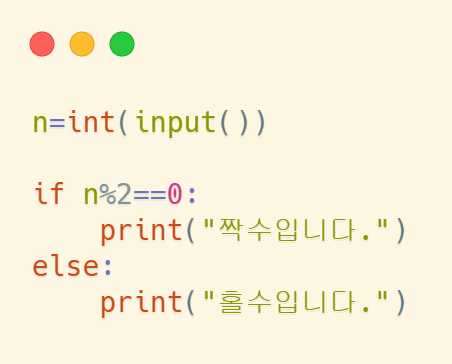 n=int(input())
if n%2==0:
    print("짝수입니다.")
else:
    print("홀수입니다.")